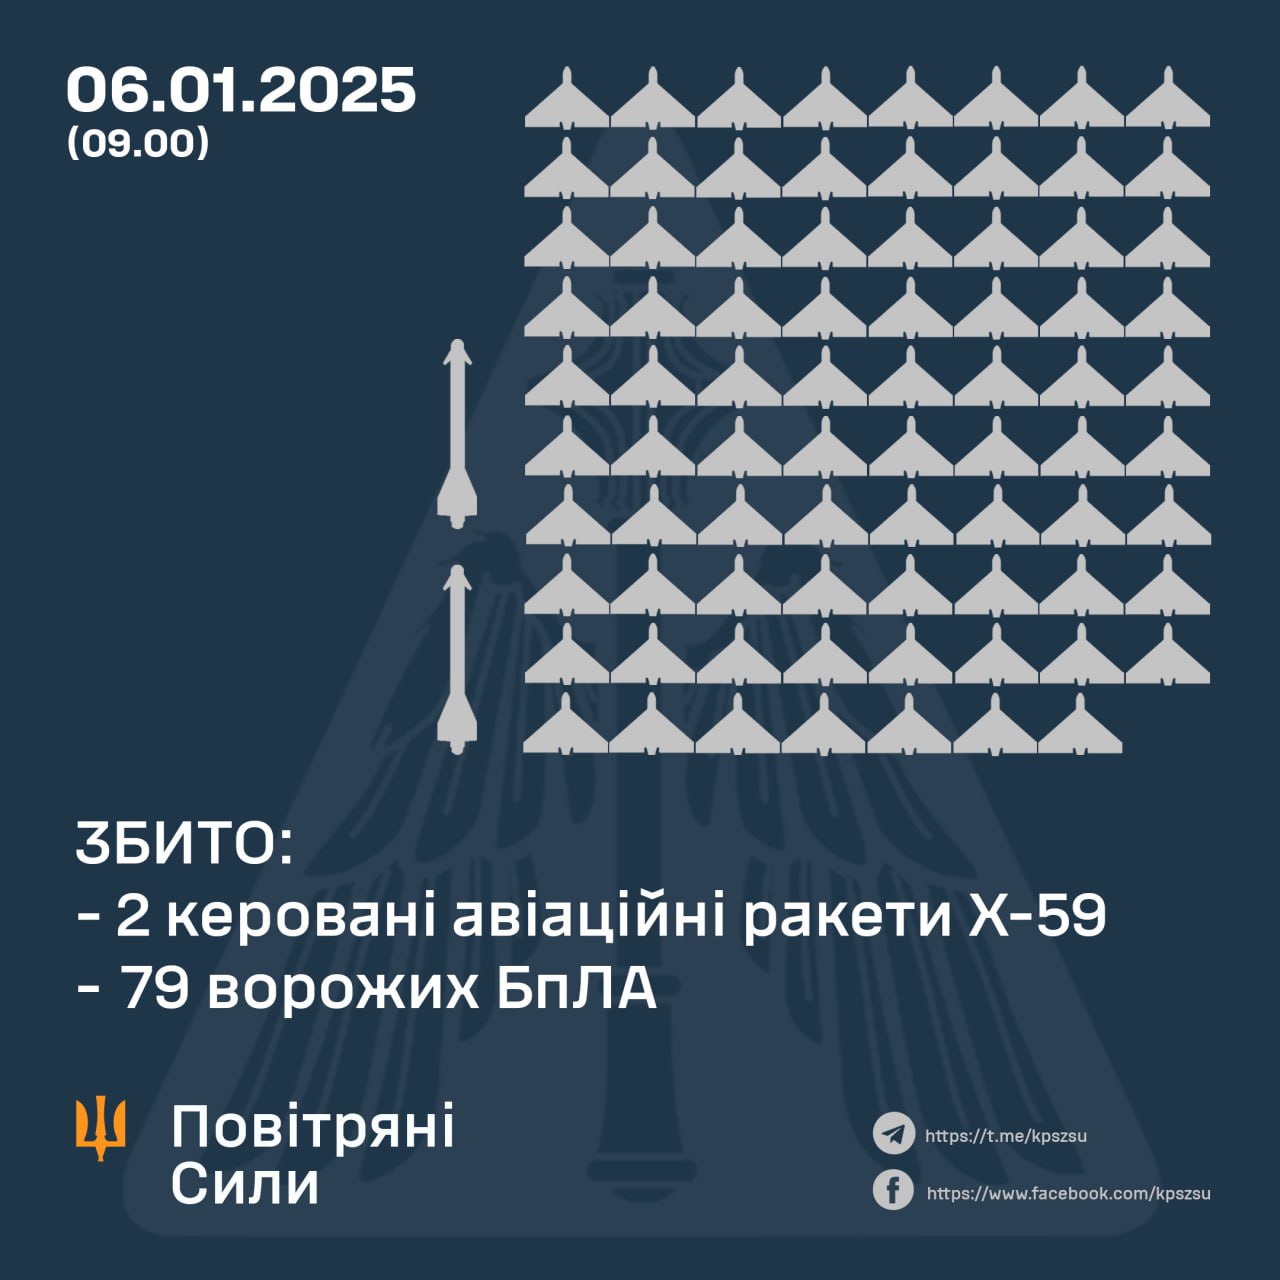 06.01.2025
(09.00)
ЗБИТО:
- 2 керовані авіаційні ракети Х-59
- 79 ворожих БпЛА
Повітряні
Сили
https://t.me/kpszsu
https://www.facebook.com/kpszsu